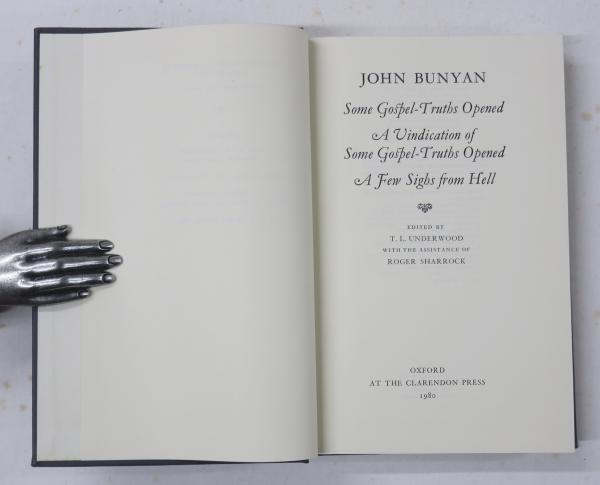 JOHN BUNYAN
Some Gospel-Truths Opened
A Vindication of
Some Gospel-Truths Opened
A Few Sighs from Hell
EDITED BY
T. L. UNDERWOOD
WITH THE ASSISTANCE OF
ROGER SHARROCK
OXFORD
AT THE CLARENDON PRESS
1980